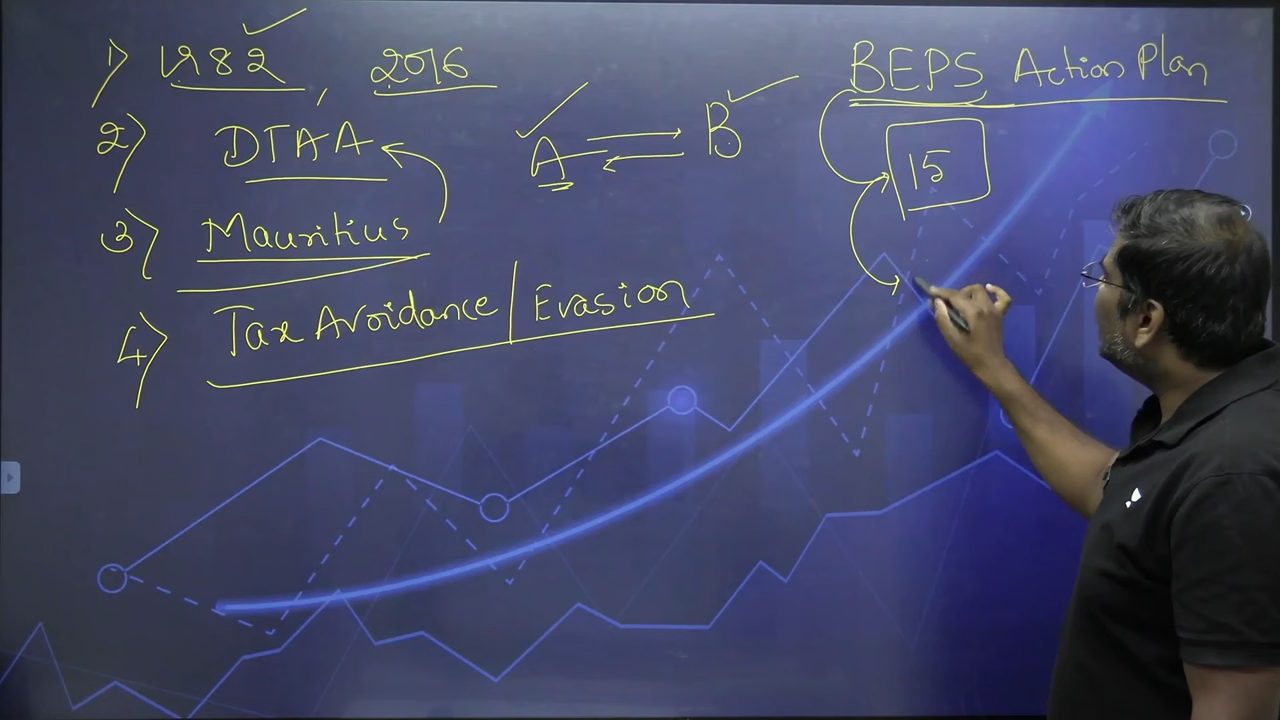 1) 1982, 2016
2) DTAA
A B
3) Mauritius
4) Tax Avoidance/Evasion
BEPS Action Plan
15